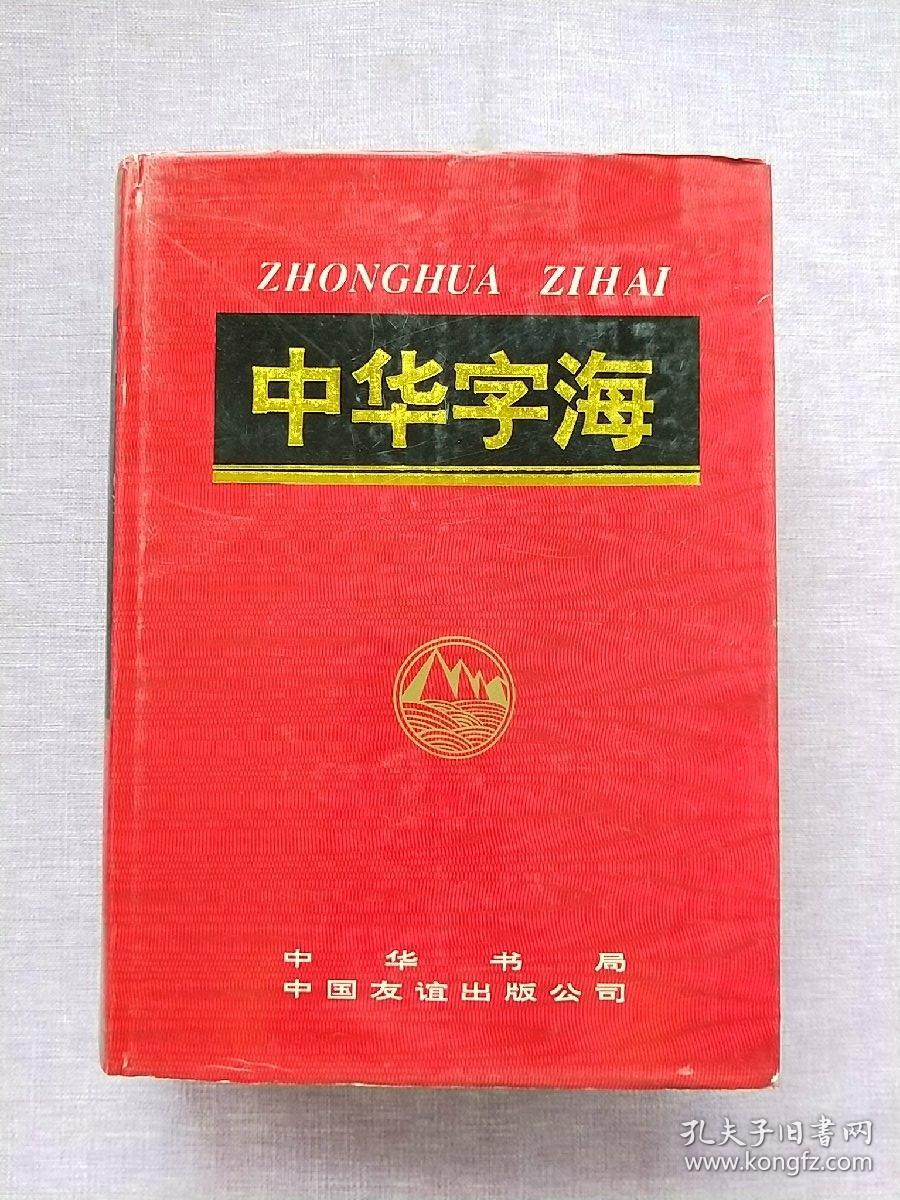 ZHONGHUA ZIHAI
中华字海
中华书局
中国友谊出版公司
孔夫子旧書网
www.kongfz.com